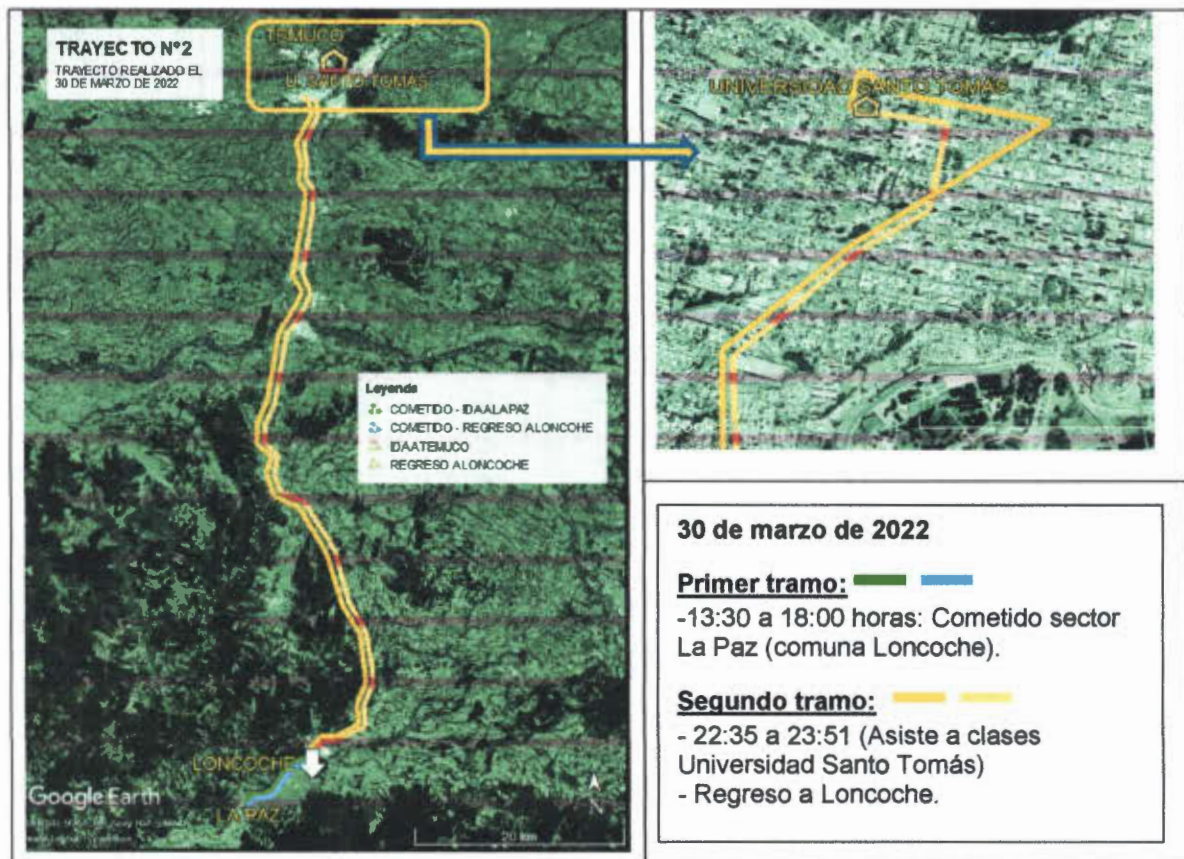 TRAYECTO N°2
TRAYECTO REALIZADO EL
30 DE MARZO DE 2022
TEMUCO
U. SANTO TOMAS
Leyenda
COMETIDO - IDAALAPAZ
COMETIDO - REGRESO ALONCOHE
IDAATEMUCO
REGRESO ALONCOCHE
LONCOCHE
LA PAZ
Google Earth
N
20 km
UNIVERSIDAD SANTO TOMAS
30 de marzo de 2022
Primer tramo:
-13:30 a 18:00 horas: Cometido sector
La Paz (comuna Loncoche).
Segundo tramo:
- 22:35 a 23:51 (Asiste a clases
Universidad Santo Tomás)
- Regreso a Loncoche.